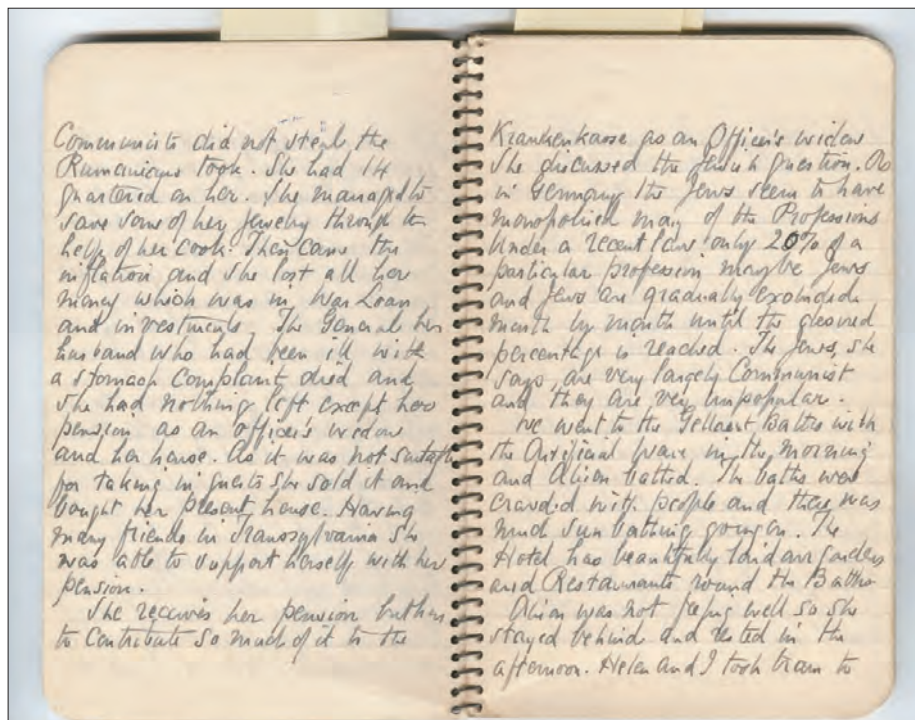 Communists did not steal the
Rumanians took. She had 14
quartered on her. She managed to
save some of her Jewelry through the
help of her cook. Then came the
inflation and she lost all her
money which was in War Loan
and investments. The General her
husband who had been ill with
a stomach complaint died and
she had nothing left except her
pension as an officer's widow
and her house. As it was not suitable
for taking in guests she sold it and
bought her present house. Having
many friends in Transsylvania she
was able to support herself with her
pension.
She receives her pension but has
to contribute so much of it to the
Krankenkasse as an Officer's widow
She discussed the Jewish question. As
in Germany the Jews seem to have
monopolised many of the Professions
Under a recent law only 20% of a
particular profession may be Jews
and Jews are gradually excluded
month by month until the desired
percentage is reached. The Jews, she
says, are very largely Communist
and they are very unpopular.
We went to the Gellert Baths with
the Artificial wave in the morning
and Alison bathed. The baths were
crowded with people and there was
much sun bathing going on. The
Hotel has beautifully laid out gardens
and Restaurants round the Baths
Alison was not feeling well so she
stayed behind and rested in the
afternoon. Helen and I took tram to